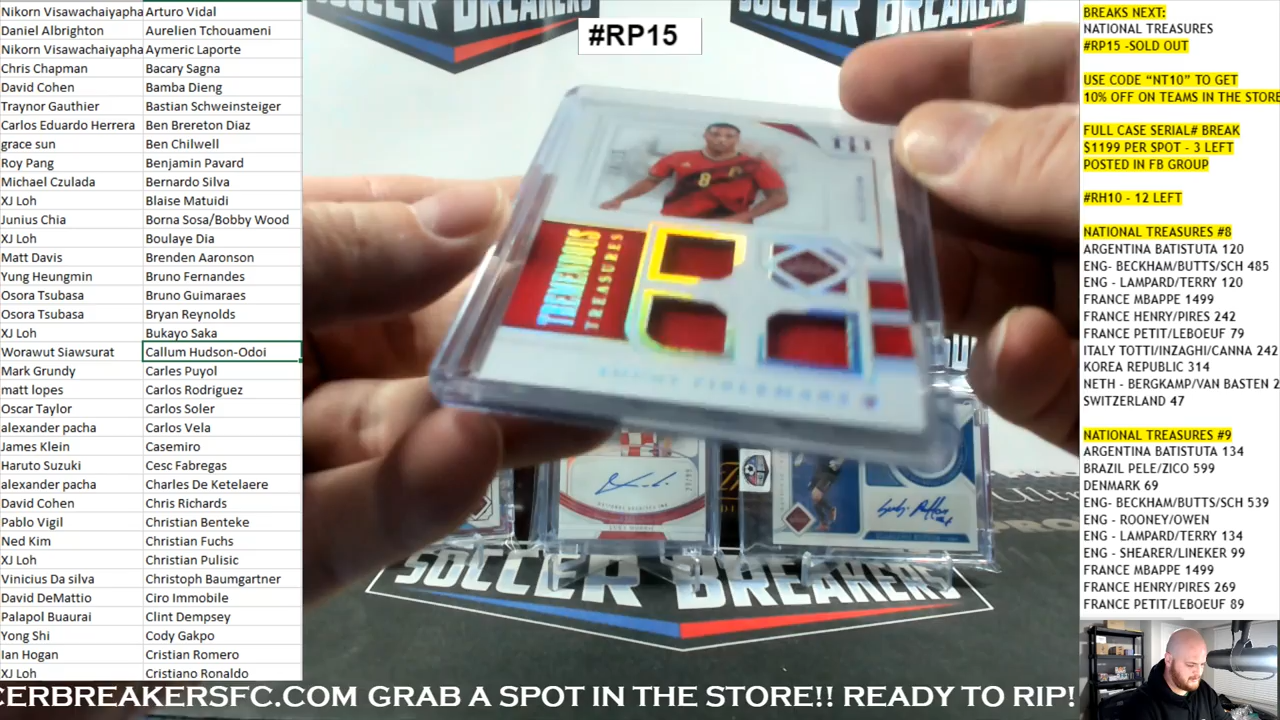 Nikorn Visawachaiyapha Arturo Vidal
Daniel Albrighton Aurelien Tchouameni
Nikorn Visawachaiyapha Aymeric Laporte
Chris Chapman Bacary Sagna
David Cohen Bamba Dieng
Traynor Gauthier Bastian Schweinsteiger
Carlos Eduardo Herrera Ben Brereton Diaz
grace sun Ben Chilwell
Roy Pang Benjamin Pavard
Michael Czulada Bernardo Silva
XJ Loh Blaise Matuidi
Junius Chia Borna Sosa/Bobby Wood
XJ Loh Boulaye Dia
Matt Davis Brenden Aaronson
Yung Heungmin Bruno Fernandes
Osora Tsubasa Bruno Guimaraes
Osora Tsubasa Bryan Reynolds
XJ Loh Bukayo Saka
Worawut Siawsurat Callum Hudson-Odoi
Mark Grundy Carles Puyol
matt lopes Carlos Rodriguez
Oscar Taylor Carlos Soler
alexander pacha Carlos Vela
James Klein Casemiro
Haruto Suzuki Cesc Fabregas
alexander pacha Charles De Ketelaere
David Cohen Chris Richards
Pablo Vigil Christian Benteke
Ned Kim Christian Fuchs
XJ Loh Christian Pulisic
Vinicius Da silva Christoph Baumgartner
David DeMattio Ciro Immobile
Palapol Buaurai Clint Dempsey
Yong Shi Cody Gakpo
Ian Hogan Cristian Romero
XJ Loh Cristiano Ronaldo
SOCCER BREAKERS
SOCCER BREAKERS
#RP15
8
TREMENDOUS
TREASURES
SOCCER BREAKERS
BREAKS NEXT:
NATIONAL TREASURES
#RP15 -SOLD OUT
USE CODE “NT10” TO GET
10% OFF ON TEAMS IN THE STORE
FULL CASE SERIAL# BREAK
$1199 PER SPOT - 3 LEFT
POSTED IN FB GROUP
#RH10 - 12 LEFT
NATIONAL TREASURES #8
ARGENTINA BATISTUTA 120
ENG- BECKHAM/BUTTS/SCH 485
ENG - LAMPARD/TERRY 120
FRANCE MBAPPE 1499
FRANCE HENRY/PIRES 242
FRANCE PETIT/LEBOEUF 79
ITALY TOTTI/INZAGHI/CANNA 242
KOREA REPUBLIC 314
NETH - BERGKAMP/VAN BASTEN 2
SWITZERLAND 47
NATIONAL TREASURES #9
ARGENTINA BATISTUTA 134
BRAZIL PELE/ZICO 599
DENMARK 69
ENG- BECKHAM/BUTTS/SCH 539
ENG - ROONEY/OWEN
ENG - LAMPARD/TERRY 134
ENG - SHEARER/LINEKER 99
FRANCE MBAPPE 1499
FRANCE HENRY/PIRES 269
FRANCE PETIT/LEBOEUF 89
CERBREAKERSFC.COM GRAB A SPOT IN THE STORE!! READY TO RIP!